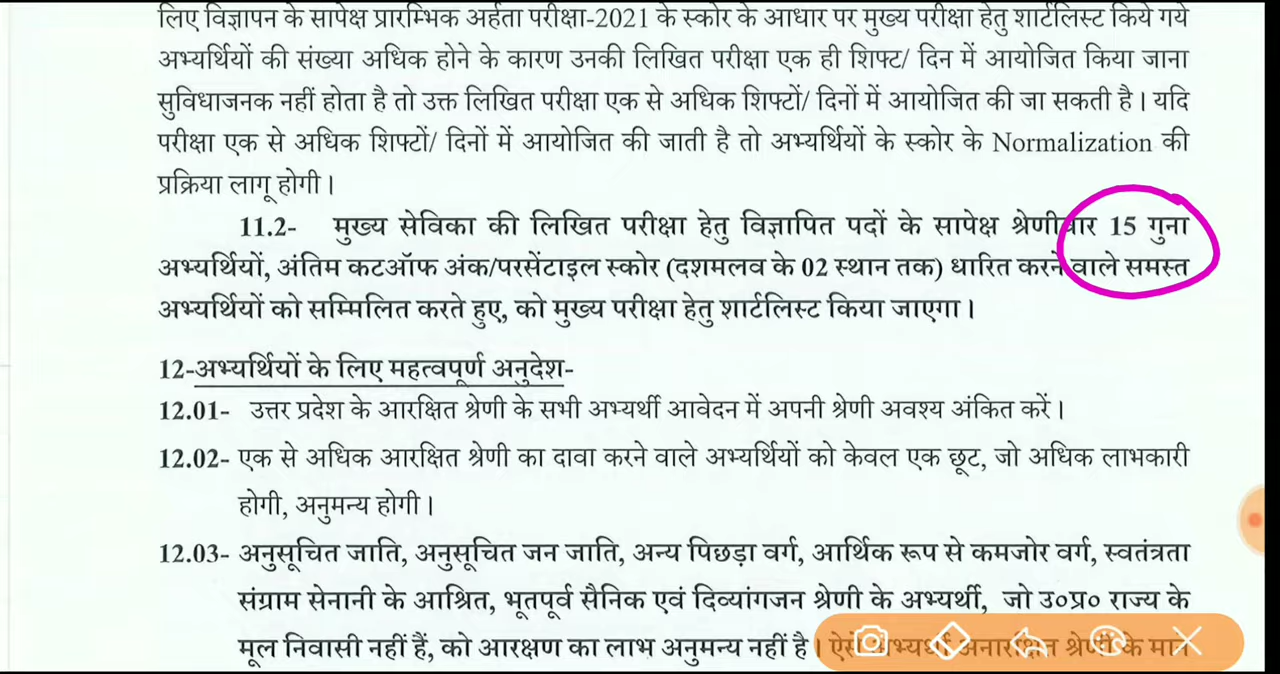 लिए विज्ञापन के सापेक्ष प्रारम्भिक अर्हता परीक्षा-2021 के स्कोर के आधार पर मुख्य परीक्षा हेतु शार्टलिस्ट किये गये
अभ्यर्थियों की संख्या अधिक होने के कारण उनकी लिखित परीक्षा एक ही शिफ्ट/ दिन में आयोजित किया जाना
सुविधाजनक नहीं होता है तो उक्त लिखित परीक्षा एक से अधिक शिफ्टों/ दिनों में आयोजित की जा सकती है। यदि
परीक्षा एक से अधिक शिफ्टों/ दिनों में आयोजित की जाती है तो अभ्यर्थियों के स्कोर के Normalization की
प्रक्रिया लागू होगी।
11.2- मुख्य सेविका की लिखित परीक्षा हेतु विज्ञापित पदों के सापेक्ष श्रेणीवार 15 गुना
अभ्यर्थियों, अंतिम कटऑफ अंक/परसेंटाइल स्कोर (दशमलव के 02 स्थान तक) धारित करने वाले समस्त
अभ्यर्थियों को सम्मिलित करते हुए, को मुख्य परीक्षा हेतु शार्टलिस्ट किया जाएगा।
12-अभ्यर्थियों के लिए महत्वपूर्ण अनुदेश-
12.01- उत्तर प्रदेश के आरक्षित श्रेणी के सभी अभ्यर्थी आवेदन में अपनी श्रेणी अवश्य अंकित करें।
12.02- एक से अधिक आरक्षित श्रेणी का दावा करने वाले अभ्यर्थियों को केवल एक छूट, जो अधिक लाभकारी
होगी, अनुमन्य होगी।
12.03- अनुसूचित जाति, अनुसूचित जन जाति, अन्य पिछड़ा वर्ग, आर्थिक रूप से कमजोर वर्ग, स्वतंत्रता
संग्राम सेनानी के आश्रित, भूतपूर्व सैनिक एवं दिव्यांगजन श्रेणी के अभ्यर्थी, जो उ०प्र० राज्य के
मूल निवासी नहीं हैं, को आरक्षण का लाभ अनुमन्य नहीं है। ऐसे अभ्यर्थी अनारक्षित श्रेणी के माने